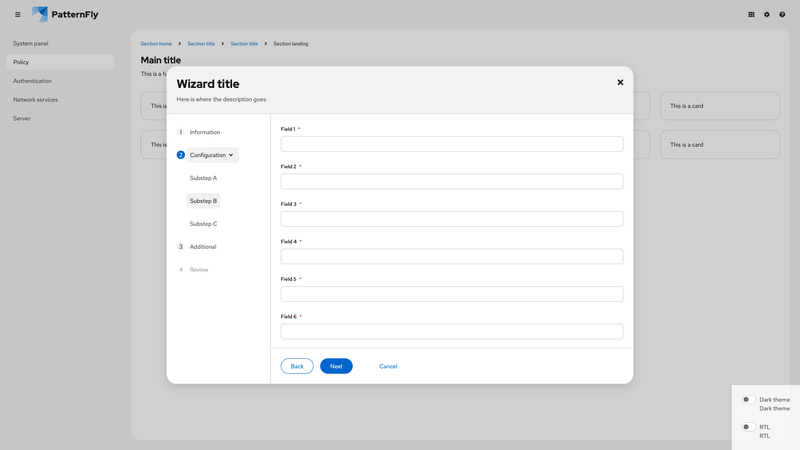 PatternFly
System panel
Policy
Authentication
Network services
Server
Section home
Section title
Section title
Section landing
Main title
This is a fu
This is
This is a card
This is
This is a card
Wizard title
Here is where the description goes
1 Information
2 Configuration
Substep A
Substep B
Substep C
3 Additional
4 Review
Field 1 *
Field 2 *
Field 3 *
Field 4 *
Field 5 *
Field 6 *
Back
Next
Cancel
Dark theme
Dark theme
RTL
RTL